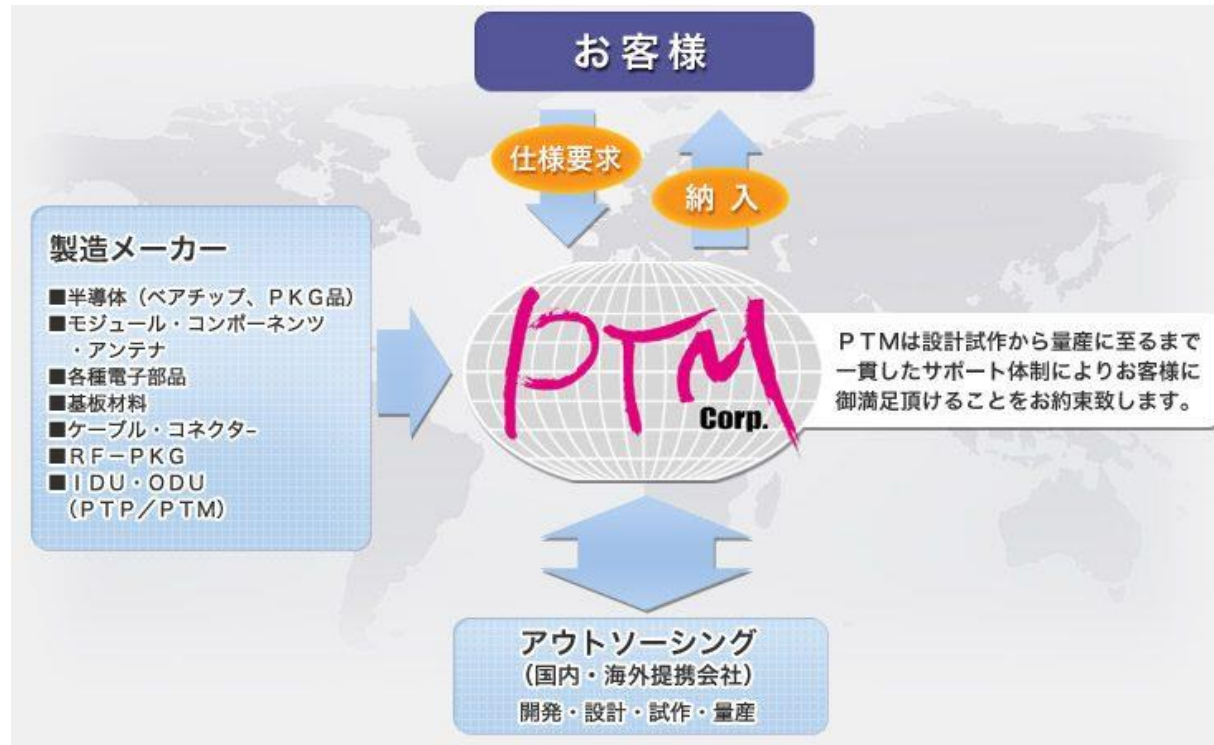 お客様
仕様要求
納入
製造メーカー
■半導体（ベアチップ、ＰＫＧ品）
■モジュール・コンポーネンツ
・アンテナ
■各種電子部品
■基板材料
■ケーブル・コネクター
■ＲＦ－ＰＫＧ
■ＩＤＵ・ＯＤＵ
（ＰＴＰ／ＰＴＭ）
PTM
Corp.
ＰＴＭは設計試作から量産に至るまで
一貫したサポート体制によりお客様に
御満足頂けることをお約束致します。
アウトソーシング
（国内・海外提携会社）
開発・設計・試作・量産